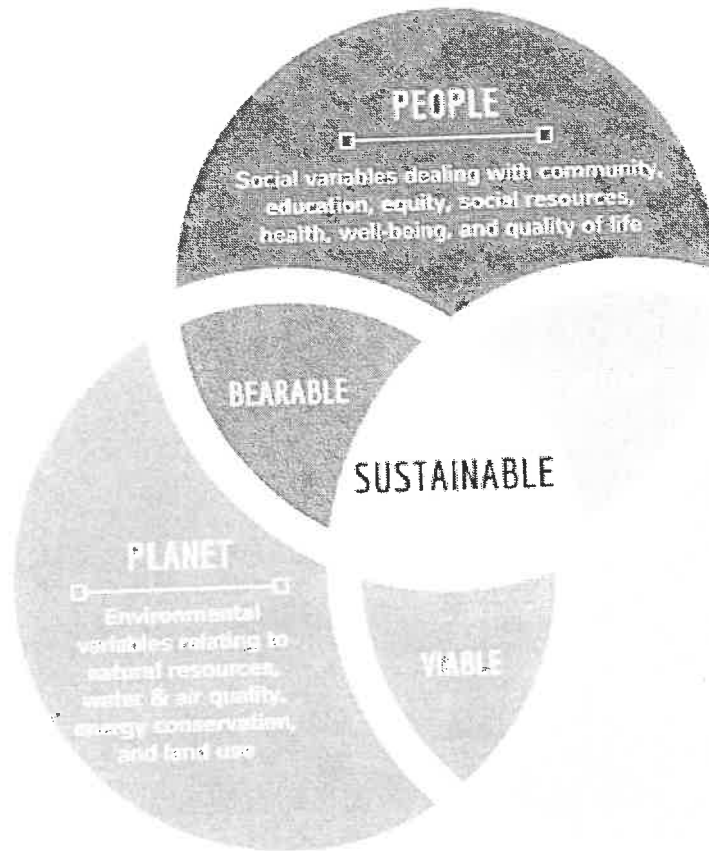 PEOPLE
Social variables dealing with community,
education, equity, social resources,
health, well-being, and quality of life
BEARABLE
SUSTAINABLE
PLANET
Environmental
variables relating to
natural resources,
water & air quality,
energy conservation,
and land use
VIABLE